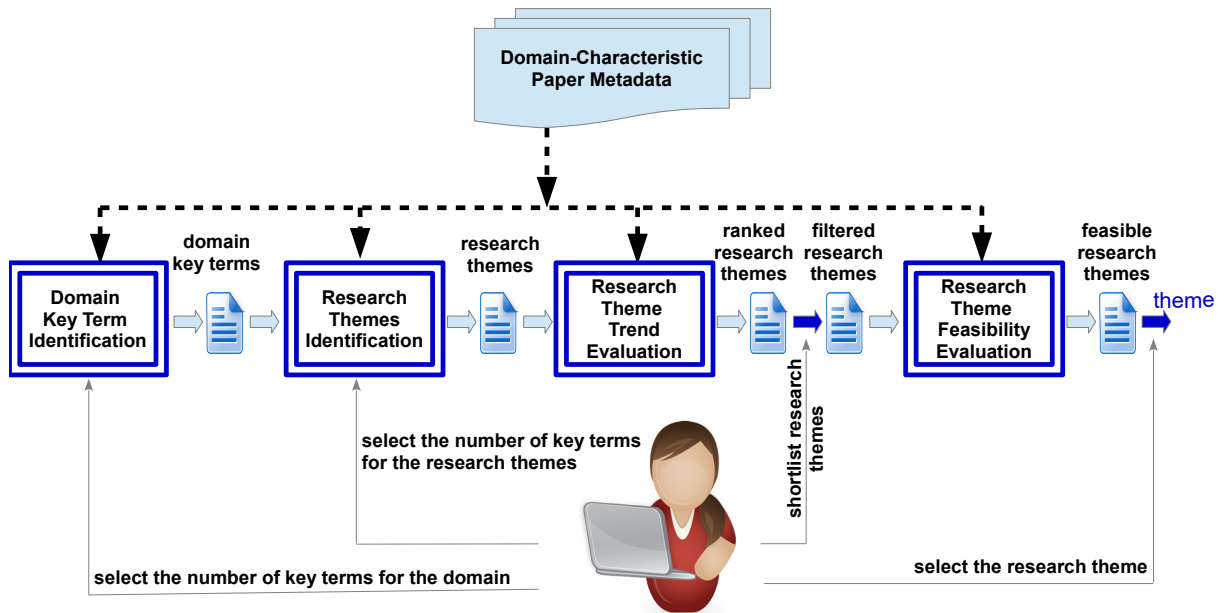 Domain-Characteristic
Paper Metadata
domain
key terms
research
themes
ranked
research
themes
filtered
research
themes
feasible
research
themes
theme
Domain
Key Term
Identification
Research
Themes
Identification
Research
Theme
Trend
Evaluation
Research
Theme
Feasibility
Evaluation
select the number of key terms
for the research themes
shortlist research
themes
select the number of key terms for the domain
select the research theme